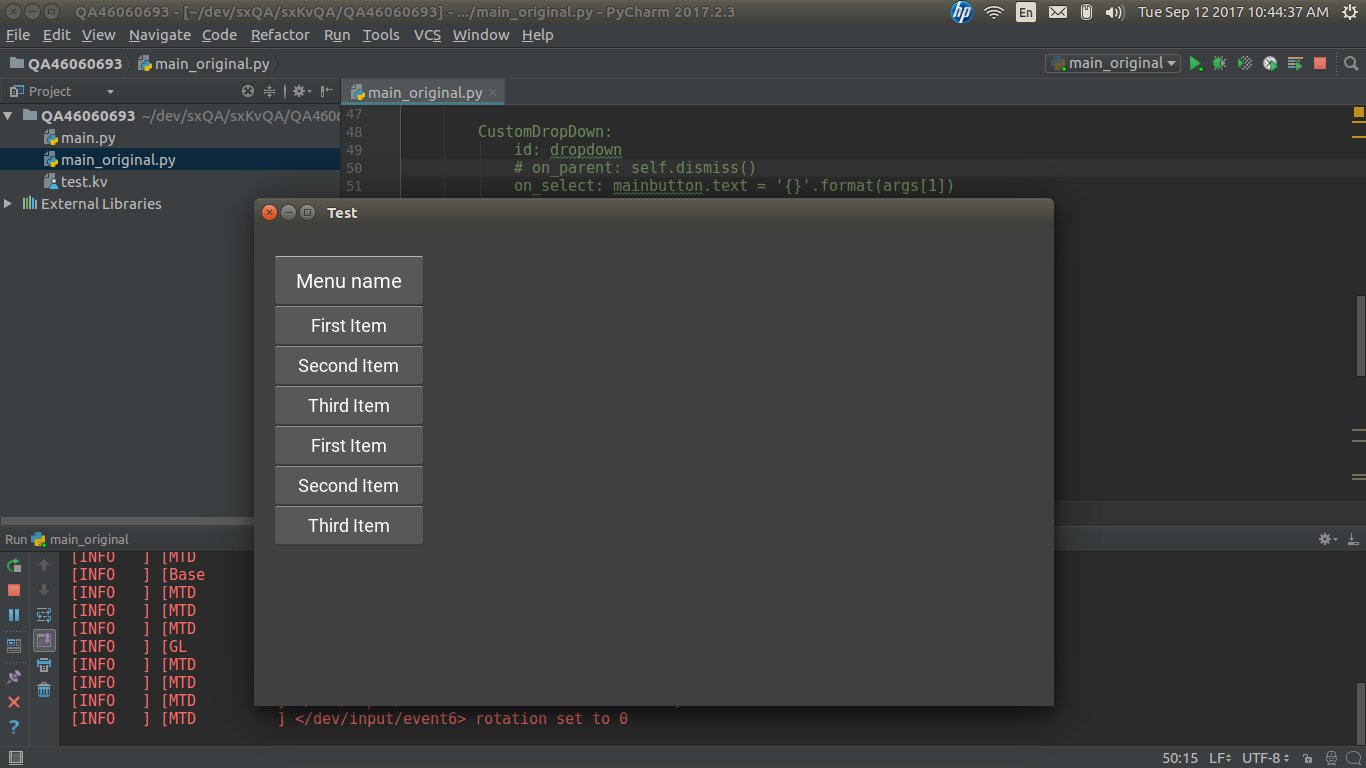 QA46060693 - [~/dev/sxQA/sxKvQA/QA46060693] - .../main_original.py - PyCharm 2017.2.3
En
Tue Sep 12 2017 10:44:37 AM
File Edit View Navigate Code Refactor Run Tools VCS Window Help
QA46060693 main_original.py
main_original
Project
main_original.py
QA46060693 ~/dev/sxQA/sxKvQA/QA460
main.py
main_original.py
test.kv
External Libraries
47
48 CustomDropDown:
49 id: dropdown
50 # on_parent: self.dismiss()
51 on_select: mainbutton.text = '{}'.format(args[1])
Test
Menu name
First Item
Second Item
Third Item
First Item
Second Item
Third Item
Run main_original
[INFO ] [MTD
[INFO ] [Base
[INFO ] [MTD
[INFO ] [MTD
[INFO ] [MTD
[INFO ] [GL
[INFO ] [MTD
[INFO ] [MTD
[INFO ] [MTD
[INFO ] [MTD ] </dev/input/event6> rotation set to 0
50:15 LF UTF-8